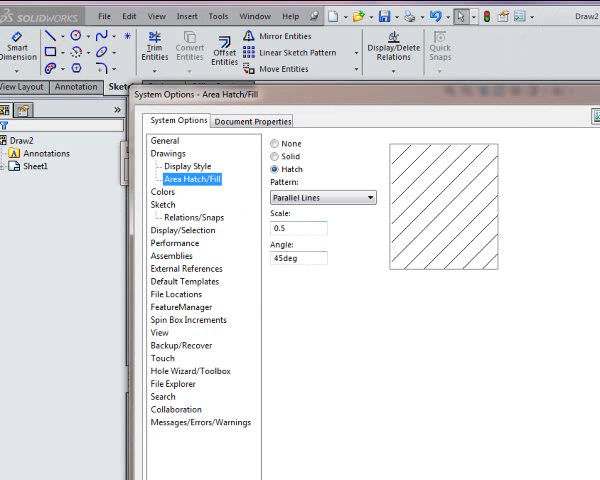 SOLIDWORKS File Edit View Insert Tools Window Help Draw2
Smart Dimension
Trim Entities
Convert Entities
Offset Entities
Mirror Entities
Linear Sketch Pattern
Move Entities
Display/Delete Relations
Quick Snaps
View Layout Annotation Sket
System Options - Area Hatch/Fill
System Options Document Properties
Draw2
Annotations
Sheet1
General
Drawings
Display Style
Area Hatch/Fill
Colors
Sketch
Relations/Snaps
Display/Selection
Performance
Assemblies
External References
Default Templates
File Locations
FeatureManager
Spin Box Increments
View
Backup/Recover
Touch
Hole Wizard/Toolbox
File Explorer
Search
Collaboration
Messages/Errors/Warnings
None
Solid
Hatch
Pattern:
Parallel Lines
Scale:
0.5
Angle:
45deg